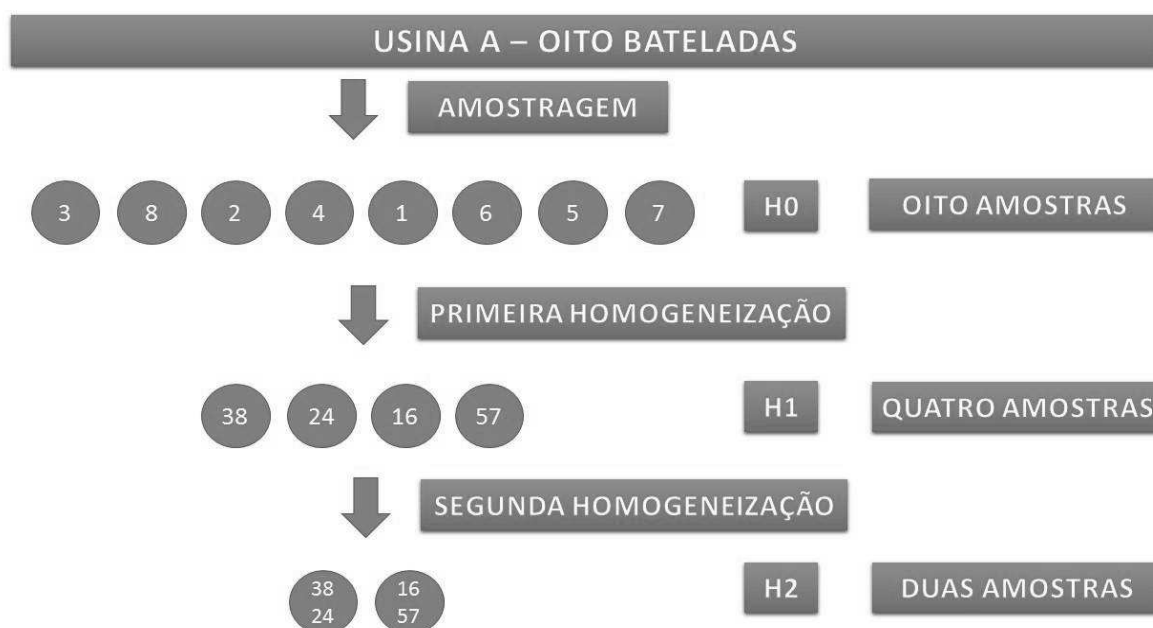 USINA A – OITO BATELADAS
AMOSTRAGEM
3 8 2 4 1 6 5 7 H0 OITO AMOSTRAS
PRIMEIRA HOMOGENEIZAÇÃO
38 24 16 57 H1 QUATRO AMOSTRAS
SEGUNDA HOMOGENEIZAÇÃO
38 16 H2 DUAS AMOSTRAS
24 57